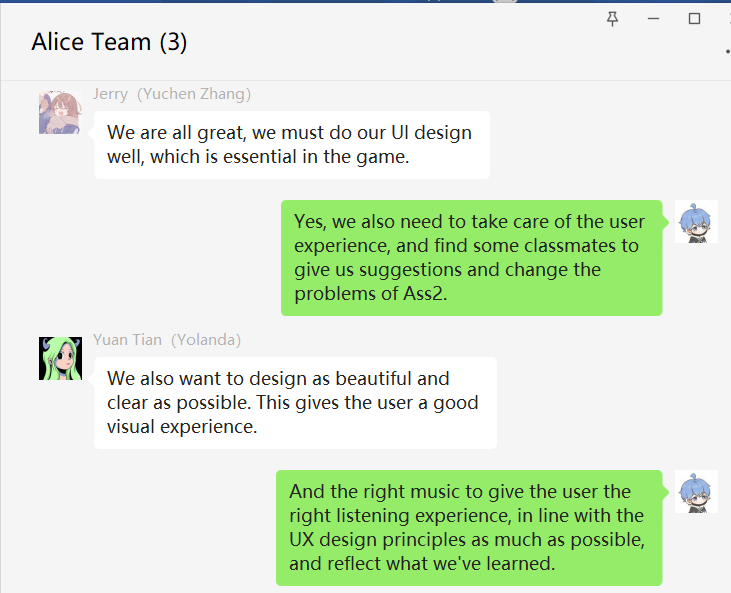 Alice Team (3)
Jerry (Yuchen Zhang)
We are all great, we must do our UI design
well, which is essential in the game.
Yes, we also need to take care of the user
experience, and find some classmates to
give us suggestions and change the
problems of Ass2.
Yuan Tian (Yolanda)
We also want to design as beautiful and
clear as possible. This gives the user a good
visual experience.
And the right music to give the user the
right listening experience, in line with the
UX design principles as much as possible,
and reflect what we've learned.